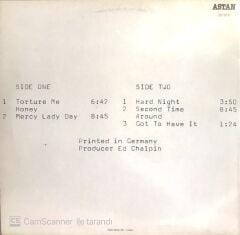 ASTAN
SIDE ONE
1 Torture Me 6:42
Honey
2 Mercy Lady Day 8:45
SIDE TWO
1 Hard Night 3:50
2 Second Time 8:45
Around
3 Got To Have It 1:24
Printed in Germany
Producer Ed Chalpin
CS CamScanner ile tarandı